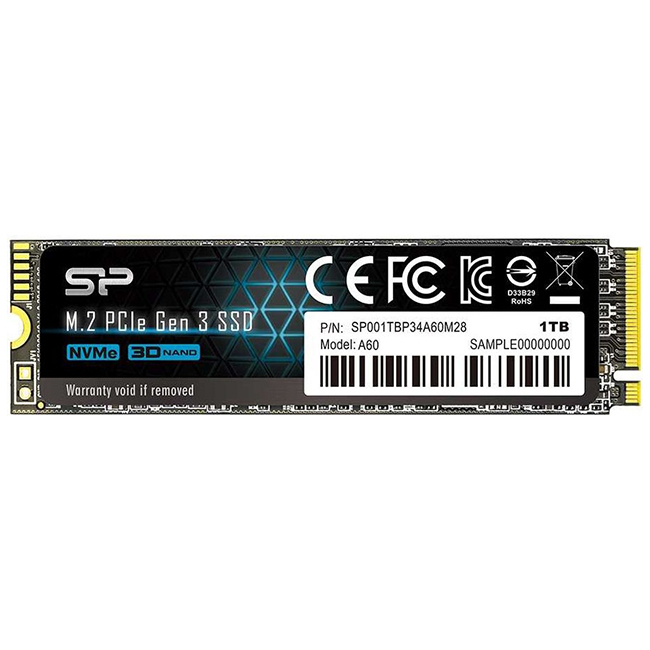 SP
M.2 PCIe Gen 3 SSD
NVMe 3D NAND
Warranty void if removed
CE FC
D33B29
RoHS
P/N: SP001TBP34A60M28 1TB
Model: A60 SAMPLE00000000